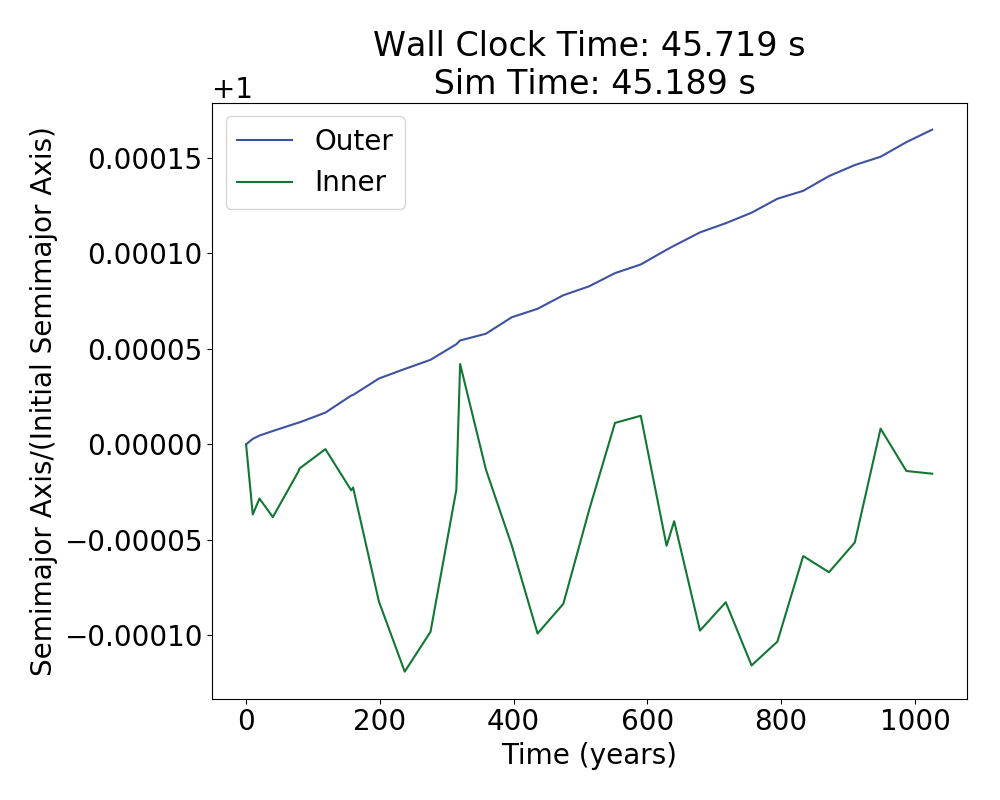 Wall Clock Time: 45.719 s
Sim Time: 45.189 s
+1
Outer
Inner
0.00015
0.00010
0.00005
0.00000
−0.00005
−0.00010
Semimajor Axis/(Initial Semimajor Axis)
0 200 400 600 800 1000
Time (years)